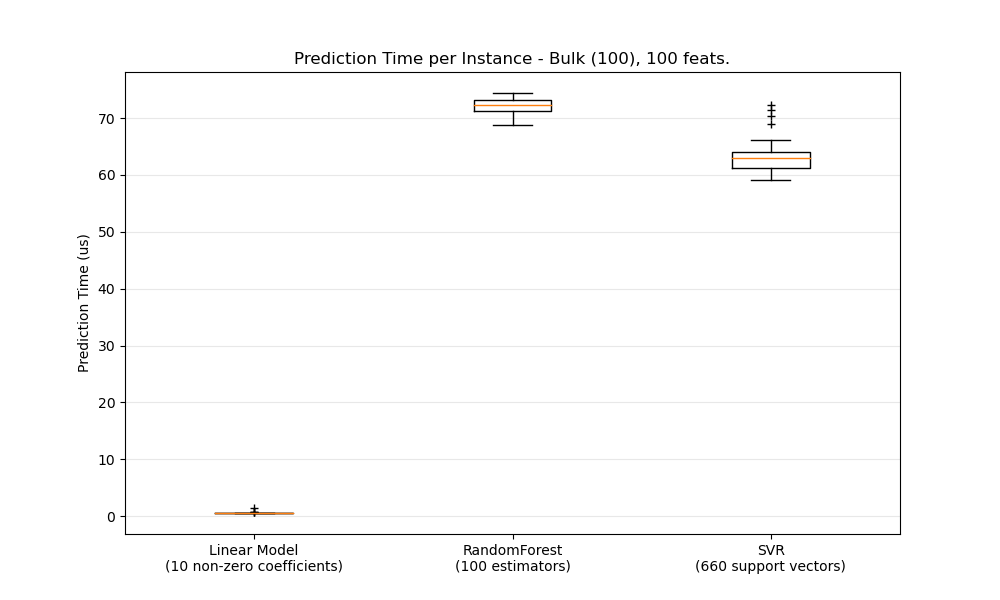 Prediction Time per Instance - Bulk (100), 100 feats.
Prediction Time (us)
70
60
50
40
30
20
10
0
Linear Model
(10 non-zero coefficients)
RandomForest
(100 estimators)
SVR
(660 support vectors)